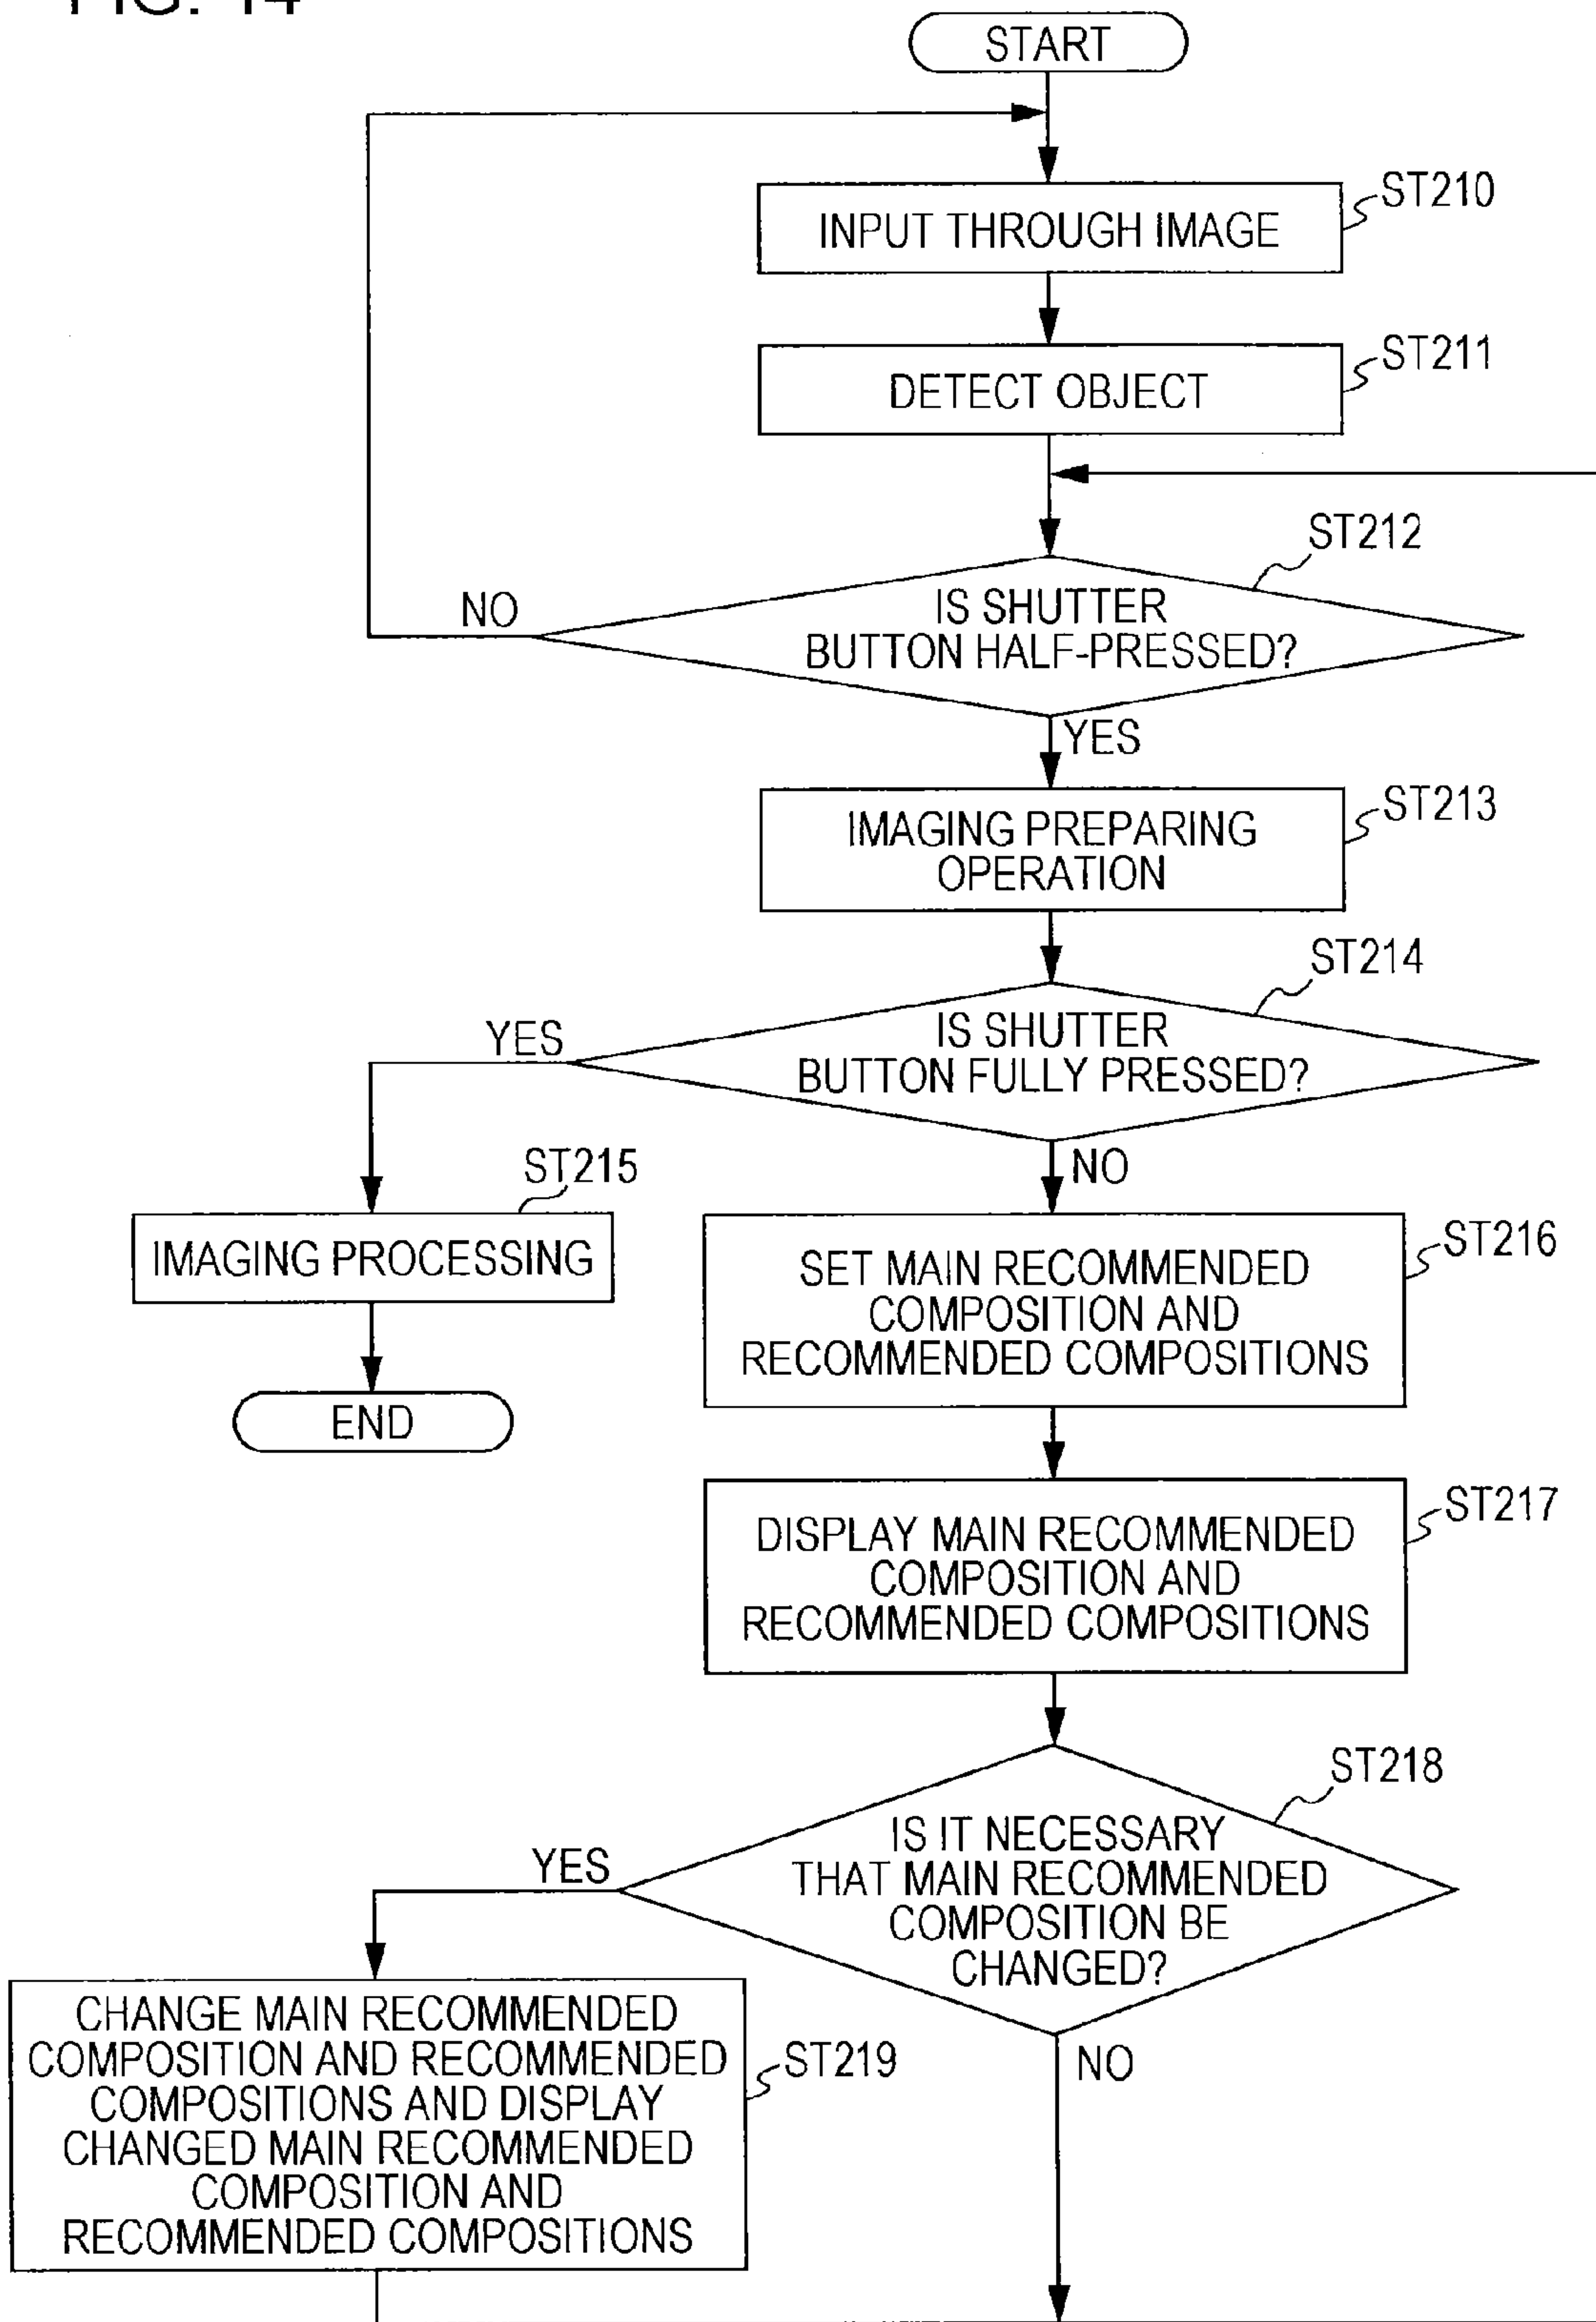 FIG. 14
START
INPUT THROUGH IMAGE
ST210
DETECT OBJECT
ST211
ST212
IS SHUTTER
BUTTON HALF-PRESSED?
NO
YES
IMAGING PREPARING
OPERATION
ST213
ST214
IS SHUTTER
BUTTON FULLY PRESSED?
YES
NO
ST215
IMAGING PROCESSING
END
ST216
SET MAIN RECOMMENDED
COMPOSITION AND
RECOMMENDED COMPOSITIONS
ST217
DISPLAY MAIN RECOMMENDED
COMPOSITION AND
RECOMMENDED COMPOSITIONS
ST218
IS IT NECESSARY
THAT MAIN RECOMMENDED
COMPOSITION BE
CHANGED?
YES
NO
CHANGE MAIN RECOMMENDED
COMPOSITION AND RECOMMENDED
COMPOSITIONS AND DISPLAY
CHANGED MAIN RECOMMENDED
COMPOSITION AND
RECOMMENDED COMPOSITIONS
ST219